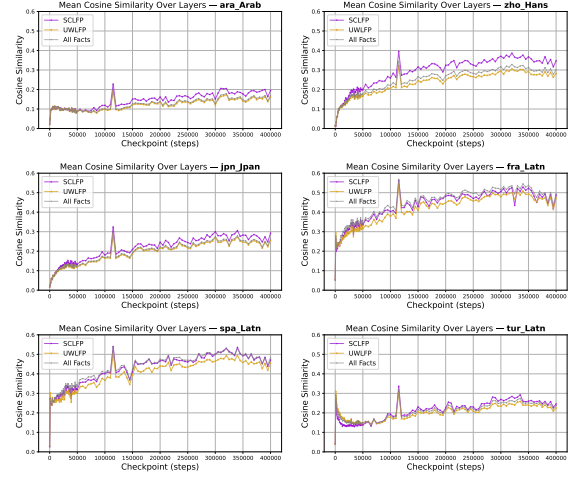 Mean Cosine Similarity Over Layers — ara_Arab
Cosine Similarity
0.6
0.5
0.4
0.3
0.2
0.1
0.0
SCLFP
UWLFP
All Facts
0 50000 100000 150000 200000 250000 300000 350000 400000
Checkpoint (steps)
Mean Cosine Similarity Over Layers — zho_Hans
Cosine Similarity
0.6
0.5
0.4
0.3
0.2
0.1
0.0
SCLFP
UWLFP
All Facts
0 50000 100000 150000 200000 250000 300000 350000 400000
Checkpoint (steps)
Mean Cosine Similarity Over Layers — jpn_Jpan
Cosine Similarity
0.6
0.5
0.4
0.3
0.2
0.1
0.0
SCLFP
UWLFP
All Facts
0 50000 100000 150000 200000 250000 300000 350000 400000
Checkpoint (steps)
Mean Cosine Similarity Over Layers — fra_Latn
Cosine Similarity
0.6
0.5
0.4
0.3
0.2
0.1
0.0
SCLFP
UWLFP
All Facts
0 50000 100000 150000 200000 250000 300000 350000 400000
Checkpoint (steps)
Mean Cosine Similarity Over Layers — spa_Latn
Cosine Similarity
0.6
0.5
0.4
0.3
0.2
0.1
0.0
SCLFP
UWLFP
All Facts
0 50000 100000 150000 200000 250000 300000 350000 400000
Checkpoint (steps)
Mean Cosine Similarity Over Layers — tur_Latn
Cosine Similarity
0.6
0.5
0.4
0.3
0.2
0.1
0.0
SCLFP
UWLFP
All Facts
0 50000 100000 150000 200000 250000 300000 350000 400000
Checkpoint (steps)